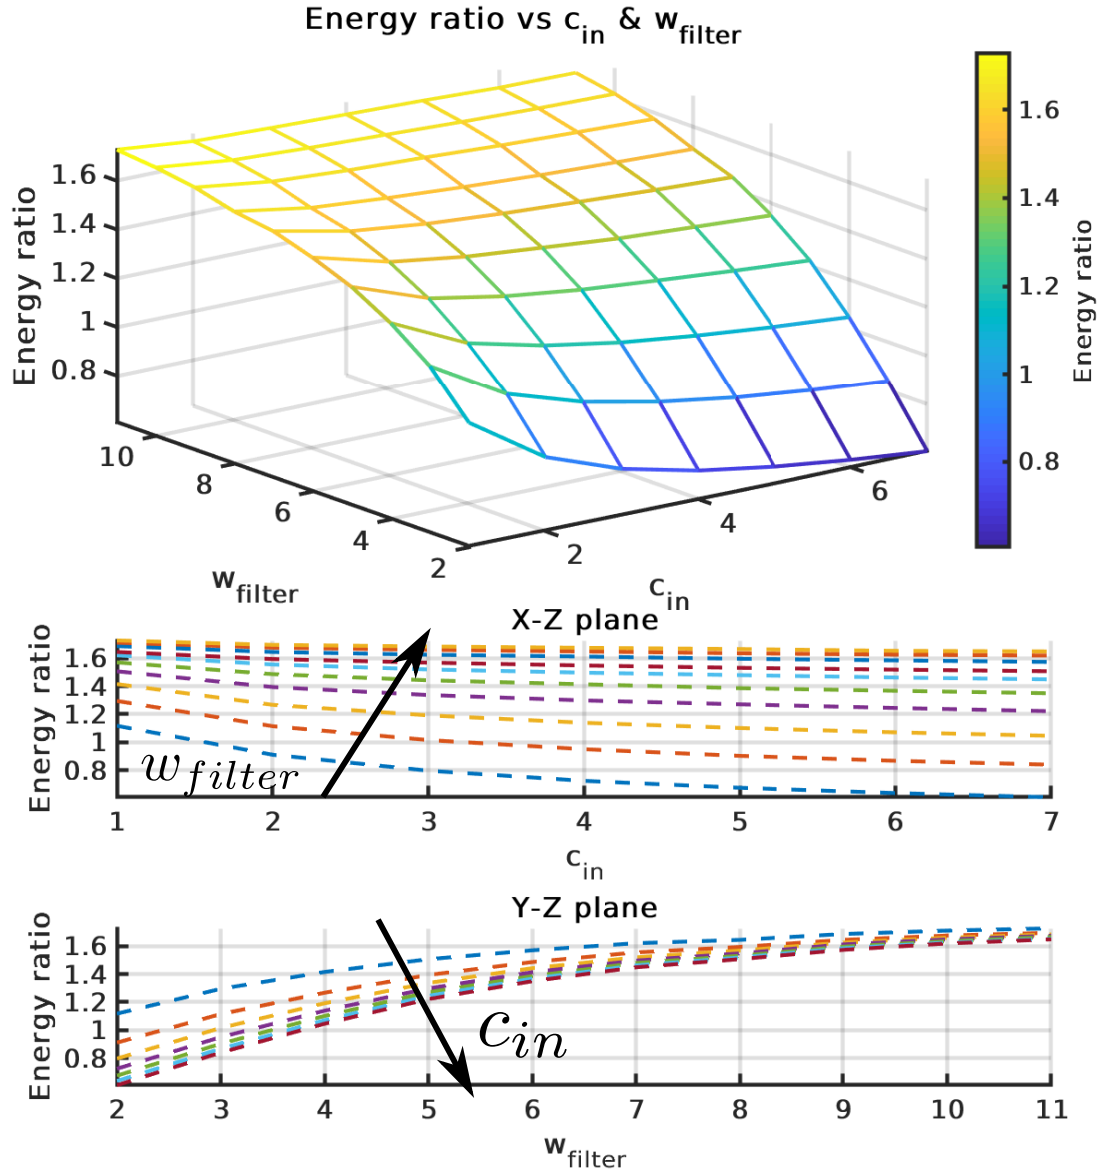 Energy ratio vs c_in & w_filter
1.6
1.4
1.2
1
0.8
Energy ratio
10
8
6
4
2
w_filter
2
4
6
c_in
1.6
1.4
1.2
1
0.8
Energy ratio
X-Z plane
1.6
1.4
1.2
1
0.8
Energy ratio
w_filter
1 2 3 4 5 6 7
c_in
Y-Z plane
1.6
1.4
1.2
1
0.8
Energy ratio
c_in
2 3 4 5 6 7 8 9 10 11
w_filter